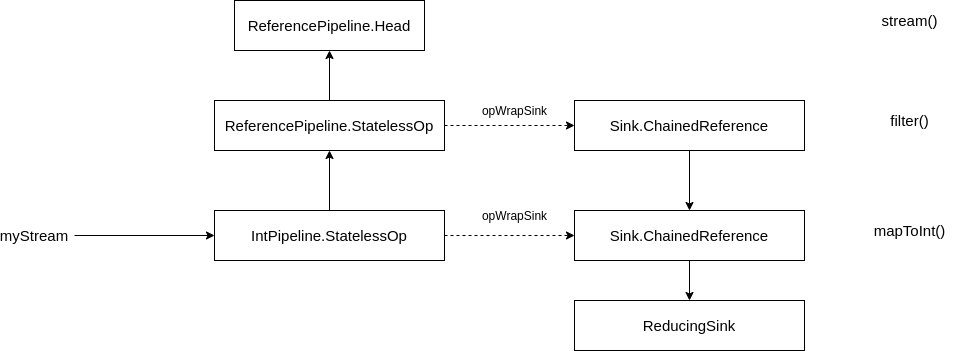 ReferencePipeline.Head
stream()
ReferencePipeline.StatelessOp
opWrapSink
Sink.ChainedReference
filter()
myStream
IntPipeline.StatelessOp
opWrapSink
Sink.ChainedReference
mapToInt()
ReducingSink